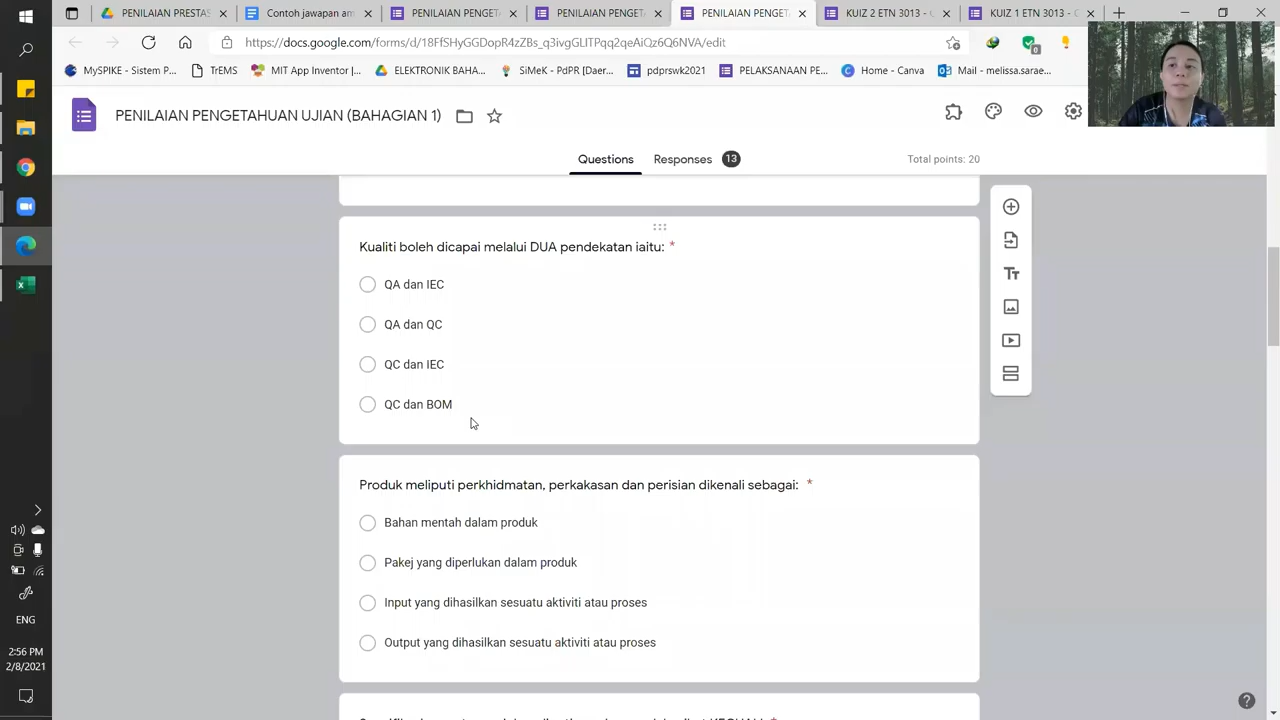 PENILAIAN PRESTAS
Contoh jawapan am
PENILAIAN PENGETA
PENILAIAN PENGETA
PENILAIAN PENGET
KUIZ 2 ETN 3013 -
KUIZ 1 ETN 3013 -
https://docs.google.com/forms/d/18FfSHyGGDopR4zZBs_q3ivgGLlTPqq2qeAiQz6Q6NVA/edit
MySPIKE - Sistem P...
TrEMS
MIT App Inventor |...
ELEKTRONIK BAHA...
SiMeK - PdPR [Daer...
pdprswk2021
PELAKSANAAN PE...
Home - Canva
Mail - melissa.sarae...
PENILAIAN PENGETAHUAN UJIAN (BAHAGIAN 1)
Questions
Responses 13
Total points: 20
Kualiti boleh dicapai melalui DUA pendekatan iaitu: *
QA dan IEC
QA dan QC
QC dan IEC
QC dan BOM
Produk meliputi perkhidmatan, perkakasan dan perisian dikenali sebagai: *
Bahan mentah dalam produk
Pakej yang diperlukan dalam produk
Input yang dihasilkan sesuatu aktiviti atau proses
Output yang dihasilkan sesuatu aktiviti atau proses
ENG
2:56 PM
2/8/2021